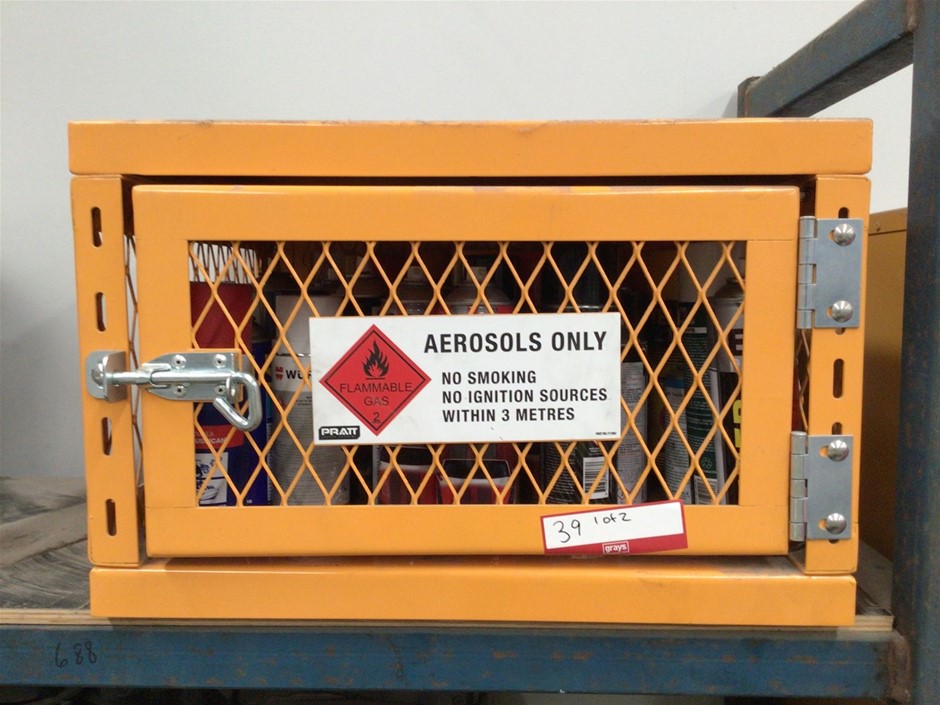 AEROSOLS ONLY
FLAMMABLE
GAS
2
NO SMOKING
NO IGNITION SOURCES
WITHIN 3 METRES
PRATT
39 1 of 2
grays
688